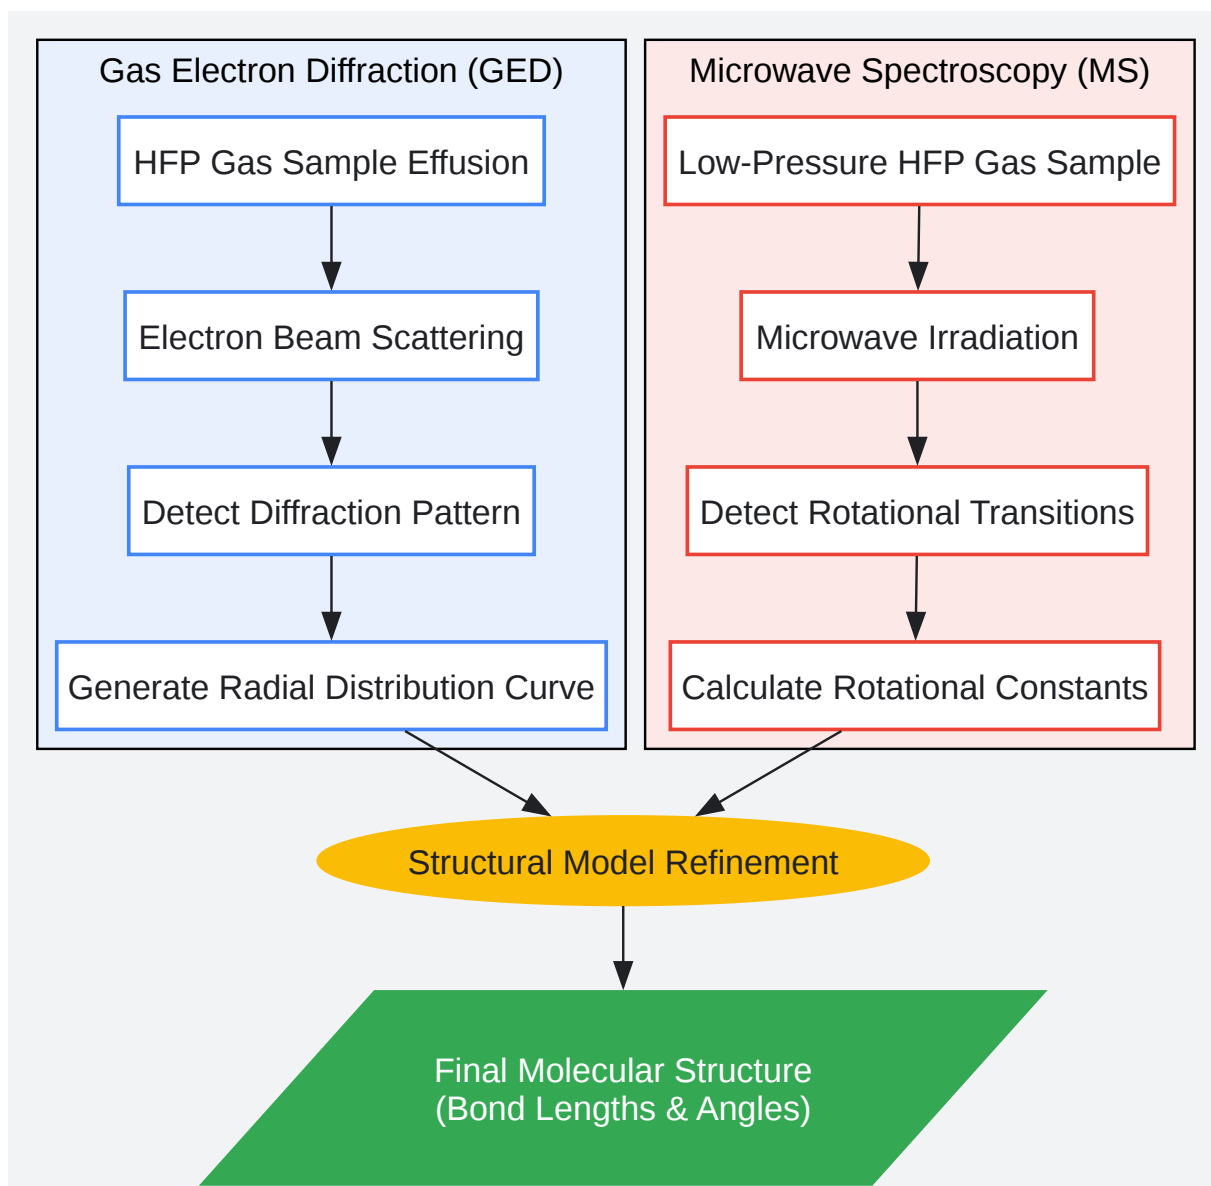 Gas Electron Diffraction (GED)
HFP Gas Sample Effusion
Electron Beam Scattering
Detect Diffraction Pattern
Generate Radial Distribution Curve
Microwave Spectroscopy (MS)
Low-Pressure HFP Gas Sample
Microwave Irradiation
Detect Rotational Transitions
Calculate Rotational Constants
Structural Model Refinement
Final Molecular Structure
(Bond Lengths & Angles)